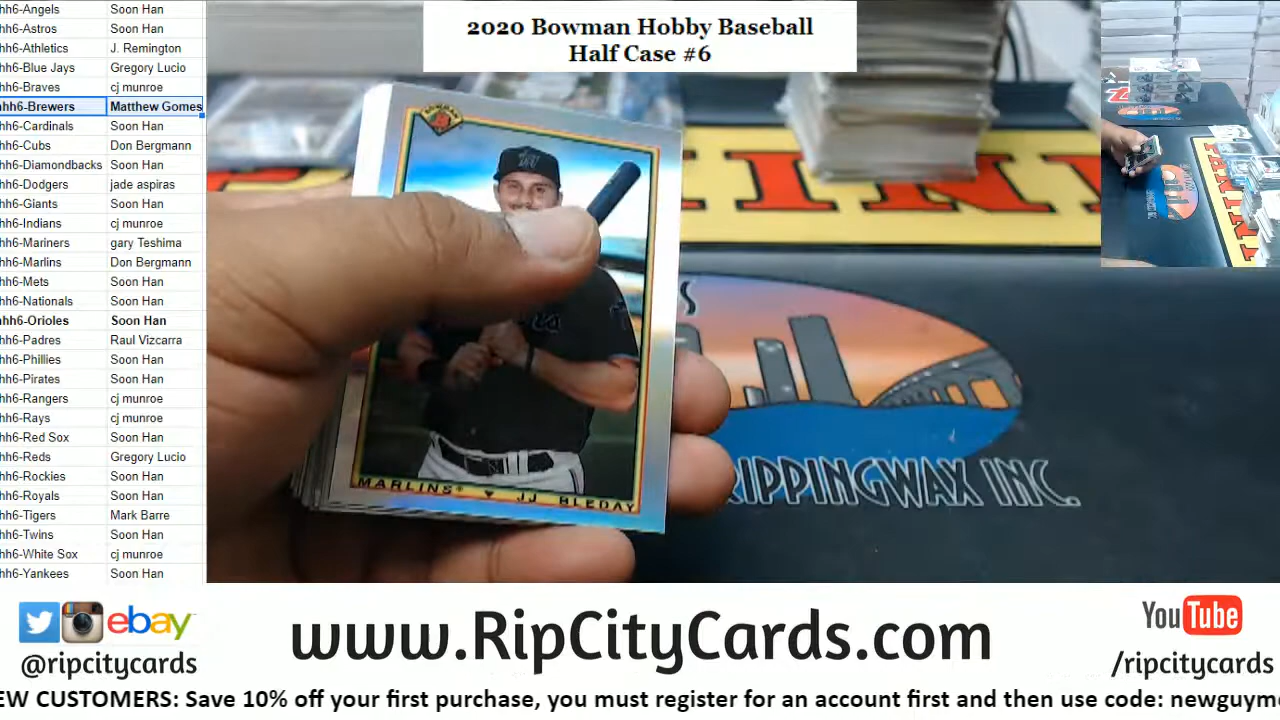 2020 Bowman Hobby Baseball
Half Case #6
hh6-Angels Soon Han
hh6-Astros Soon Han
hh6-Athletics J. Remington
hh6-Blue Jays Gregory Lucio
hh6-Braves cj munroe
hh6-Brewers Matthew Gomes
hh6-Cardinals Soon Han
hh6-Cubs Don Bergmann
hh6-Diamondbacks Soon Han
hh6-Dodgers jade aspiras
hh6-Giants Soon Han
hh6-Indians cj munroe
hh6-Mariners gary Teshima
hh6-Marlins Don Bergmann
hh6-Mets Soon Han
hh6-Nationals Soon Han
hh6-Orioles Soon Han
hh6-Padres Raul Vizcarra
hh6-Phillies Soon Han
hh6-Pirates Soon Han
hh6-Rangers cj munroe
hh6-Rays cj munroe
hh6-Red Sox Soon Han
hh6-Reds Gregory Lucio
hh6-Rockies Soon Han
hh6-Royals Soon Han
hh6-Tigers Mark Barre
hh6-Twins Soon Han
hh6-White Sox cj munroe
hh6-Yankees Soon Han
MARLINS JJ BLEDAY
RIPPINGWAX INC.
ebay
@ripcitycards
www.RipCityCards.com
YouTube
/ripcitycards
EW CUSTOMERS: Save 10% off your first purchase, you must register for an account first and then use code: newguym